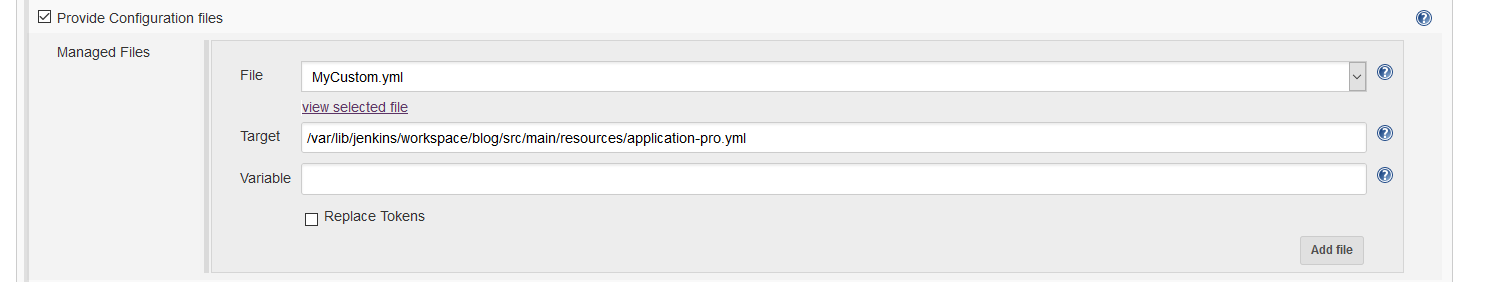 Provide Configuration files
Managed Files
File
MyCustom.yml
view selected file
Target
/var/lib/jenkins/workspace/blog/src/main/resources/application-pro.yml
Variable
Replace Tokens
Add file